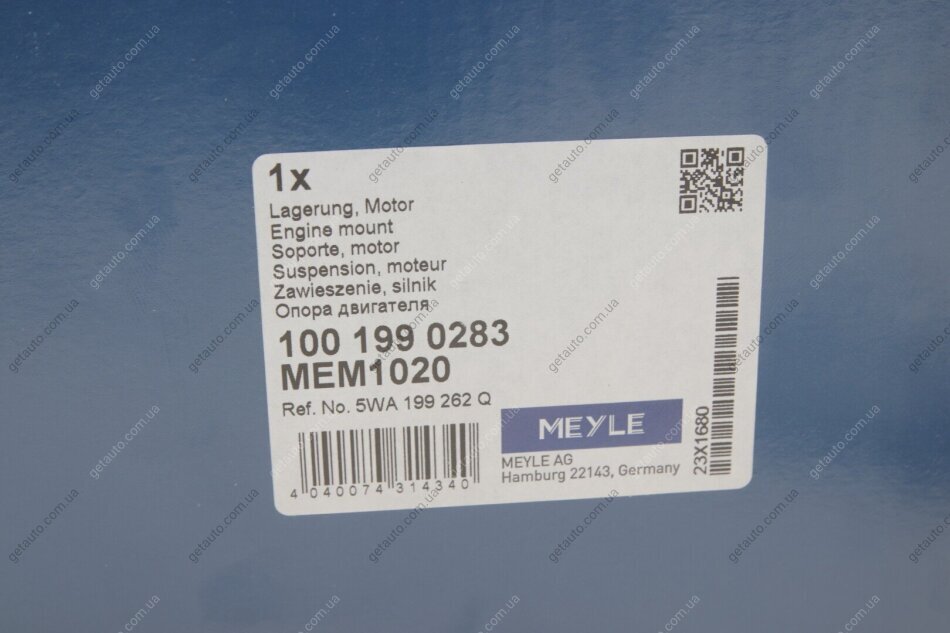 1x
Lagerung, Motor
Engine mount
Soporte, motor
Suspension, moteur
Zawieszenie, silnik
Опора двигателя
100 199 0283
MEM1020
Ref. No. 5WA 199 262 Q
MEYLE
MEYLE AG
Hamburg 22143, Germany
4 040074 314340
23X1680
getauto.com.ua